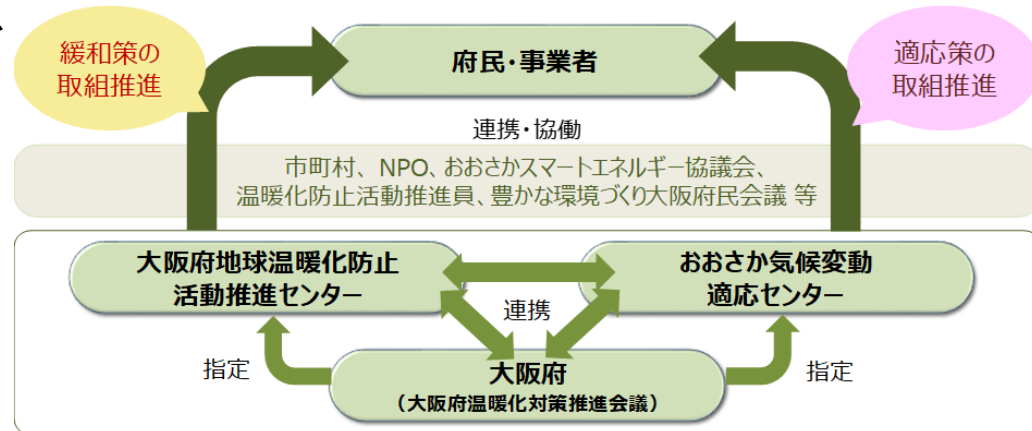 緩和策の
取組推進
府民・事業者
適応策の
取組推進
連携・協働
市町村、NPO、おおさかスマートエネルギー協議会、
温暖化防止活動推進員、豊かな環境づくり大阪府民会議 等
大阪府地球温暖化防止
活動推進センター
おおさか気候変動
適応センター
連携
指定
指定
大阪府
（大阪府温暖化対策推進会議）